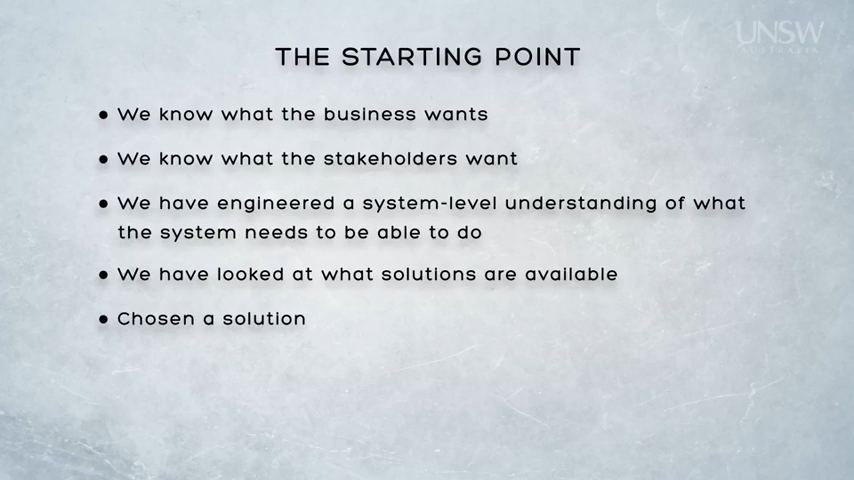 UNSW
AUSTRALIA
THE STARTING POINT
● We know what the business wants
● We know what the stakeholders want
● We have engineered a system-level understanding of what
the system needs to be able to do
● We have looked at what solutions are available
● Chosen a solution